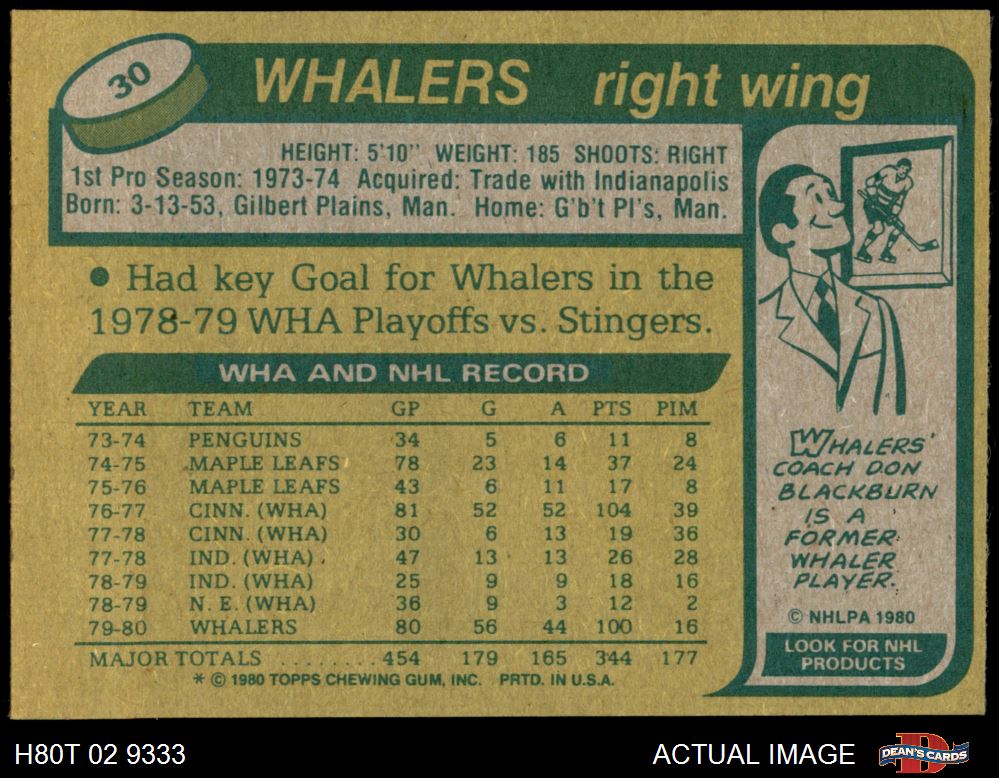 30
WHALERS right wing
HEIGHT: 5'10" WEIGHT: 185 SHOOTS: RIGHT
1st Pro Season: 1973-74 Acquired: Trade with Indianapolis
Born: 3-13-53, Gilbert Plains, Man. Home: G'b't Pl's, Man.
• Had key Goal for Whalers in the
1978-79 WHA Playoffs vs. Stingers.
WHA AND NHL RECORD
YEAR TEAM GP G A PTS PIM
73-74 PENGUINS 34 5 6 11 8
74-75 MAPLE LEAFS 78 23 14 37 24
75-76 MAPLE LEAFS 43 6 11 17 8
76-77 CINN. (WHA) 81 52 52 104 39
77-78 CINN. (WHA) 30 6 13 19 36
77-78 IND. (WHA) 47 13 13 26 28
78-79 IND. (WHA) 25 9 9 18 16
78-79 N. E. (WHA) 36 9 3 12 2
79-80 WHALERS 80 56 44 100 16
MAJOR TOTALS ........ 454 179 165 344 177
* © 1980 TOPPS CHEWING GUM, INC. PRTD. IN U.S.A.
WHALERS'
COACH DON
BLACKBURN
IS A
FORMER
WHALER
PLAYER.
© NHLPA 1980
LOOK FOR NHL
PRODUCTS
H80T 02 9333
ACTUAL IMAGE
DEAN'S CARDS